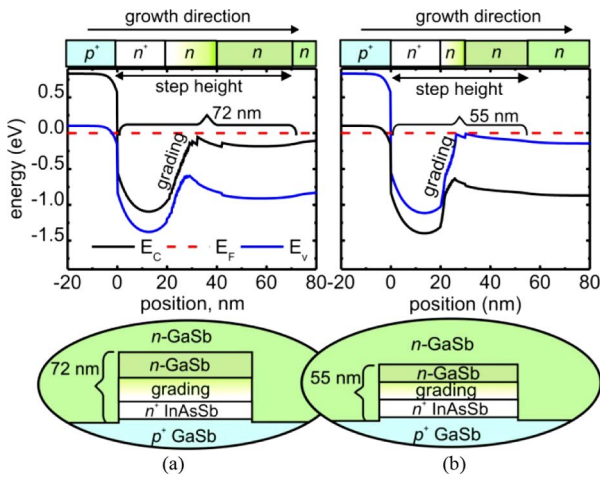 growth direction
growth direction
p⁺ n⁺ n n n
p⁺ n⁺ n n n
step height
step height
72 nm
55 nm
grading
grading
energy (eV)
0.5
0.0
-0.5
-1.0
-1.5
E_C E_F E_v
-20 0 20 40 60 80
-20 0 20 40 60 80
position, nm
position (nm)
n-GaSb
72 nm
n-GaSb
grading
n⁺ InAsSb
p⁺ GaSb
n-GaSb
55 nm
n-GaSb
grading
n⁺ InAsSb
p⁺ GaSb
(a)
(b)